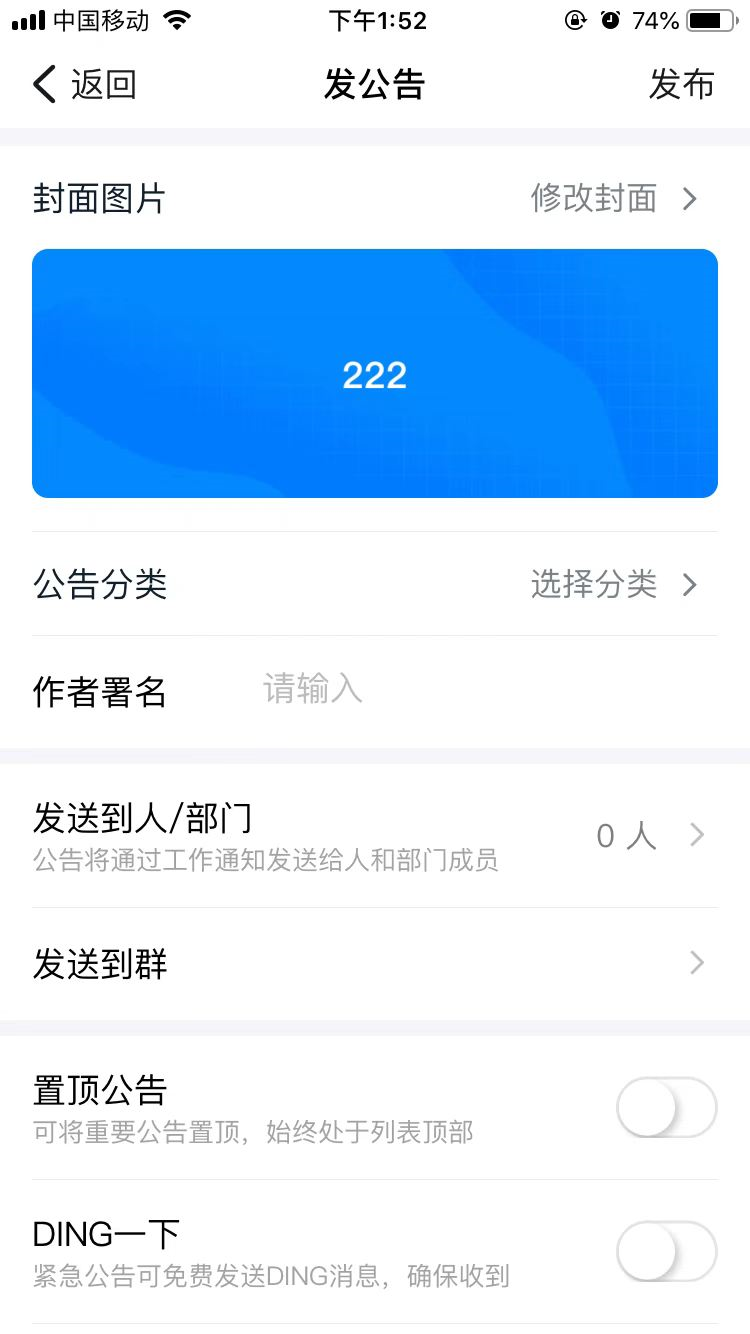 中国移动 下午1:52 74%
返回 发公告 发布
封面图片 修改封面
222
公告分类 选择分类
作者署名 请输入
发送到人/部门
0 人
公告将通过工作通知发送给人和部门成员
发送到群
置顶公告
可将重要公告置顶，始终处于列表顶部
DING一下
紧急公告可免费发送DING消息，确保收到